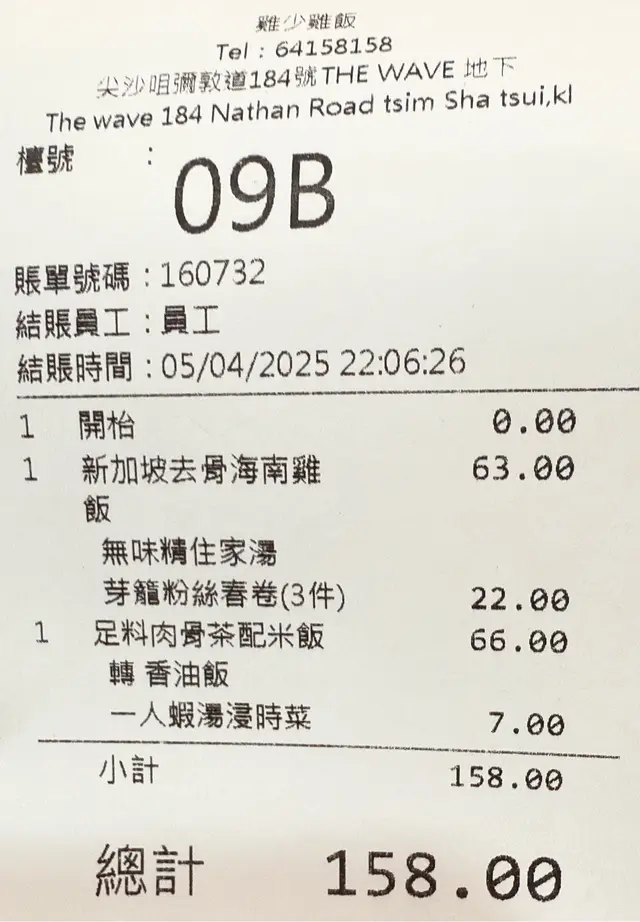 雞少雞飯
Tel : 64158158
尖沙咀彌敦道184號THE WAVE 地下
The wave 184 Nathan Road tsim Sha tsui,kl
檯號 :
09B
賬單號碼 : 160732
結賬員工 : 員工
結賬時間 : 05/04/2025 22:06:26
1 開枱 0.00
1 新加坡去骨海南雞 63.00
飯
無味精住家湯
芽籠粉絲春卷(3件) 22.00
1 足料肉骨茶配米飯 66.00
轉 香油飯
一人蝦湯浸時菜 7.00
小計 158.00
總計 158.00